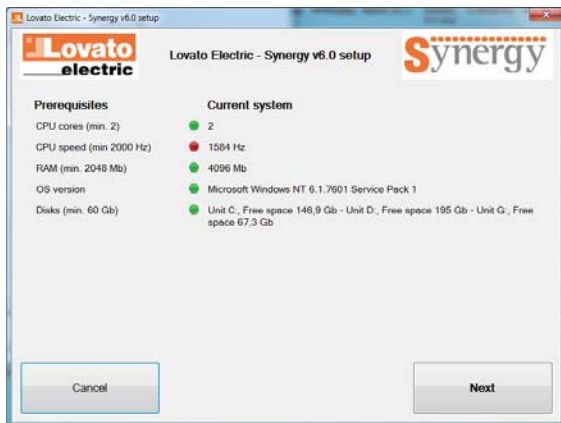 Lovato Electric - Synergy v6.0 setup
Lovato
electric
Lovato Electric - Synergy v6.0 setup
Synergy
Prerequisites Current system
CPU cores (min. 2) 2
CPU speed (min 2000 Hz) 1584 Hz
RAM (min. 2048 Mb) 4096 Mb
OS version Microsoft Windows NT 6.1.7601 Service Pack 1
Disks (min. 60 Gb) Unit C:, Free space 146,9 Gb - Unit D:, Free space 195 Gb - Unit G:, Free
space 67,3 Gb
Cancel Next